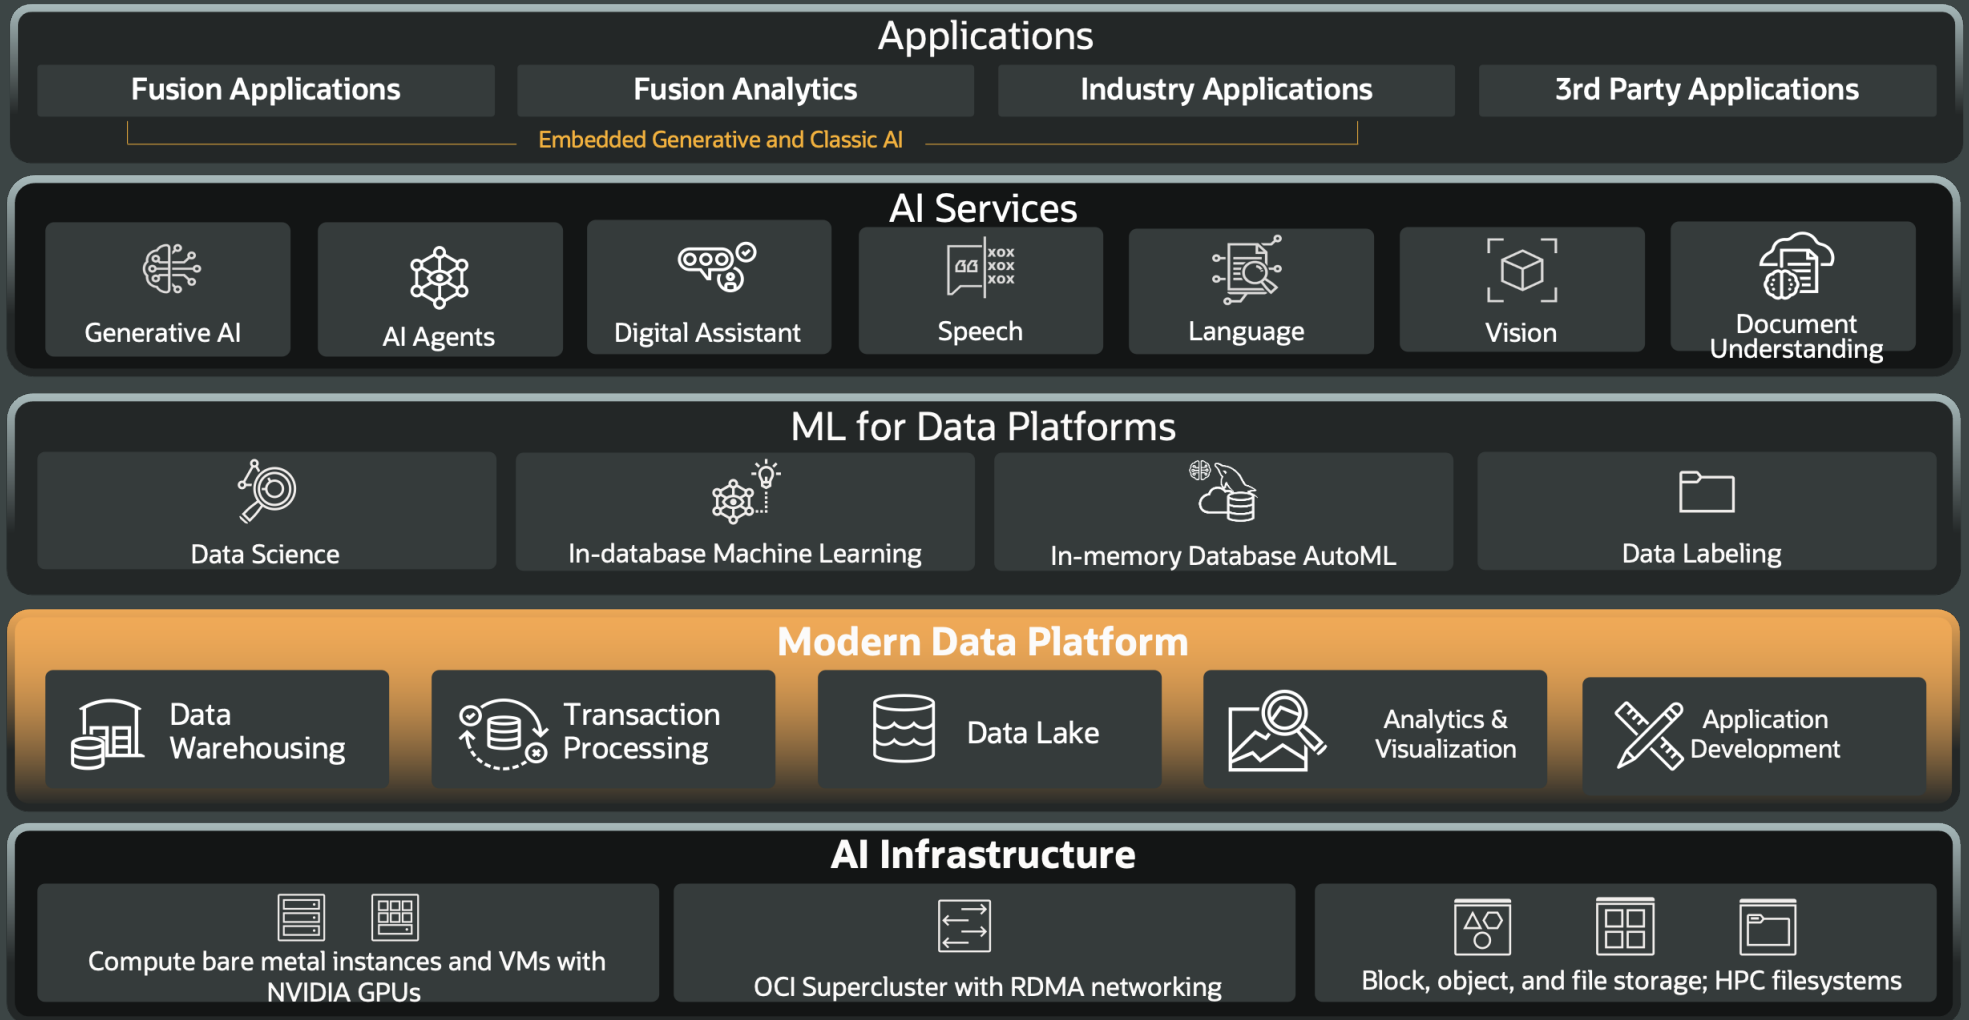 Applications
Fusion Applications
Fusion Analytics
Industry Applications
3rd Party Applications
Embedded Generative and Classic AI
AI Services
Generative AI
AI Agents
Digital Assistant
xox
xox
xox
Speech
Language
Vision
Document
Understanding
ML for Data Platforms
Data Science
In-database Machine Learning
In-memory Database AutoML
Data Labeling
Modern Data Platform
Data
Warehousing
Transaction
Processing
Data Lake
Analytics &
Visualization
Application
Development
AI Infrastructure
Compute bare metal instances and VMs with
NVIDIA GPUs
OCI Supercluster with RDMA networking
Block, object, and file storage; HPC filesystems